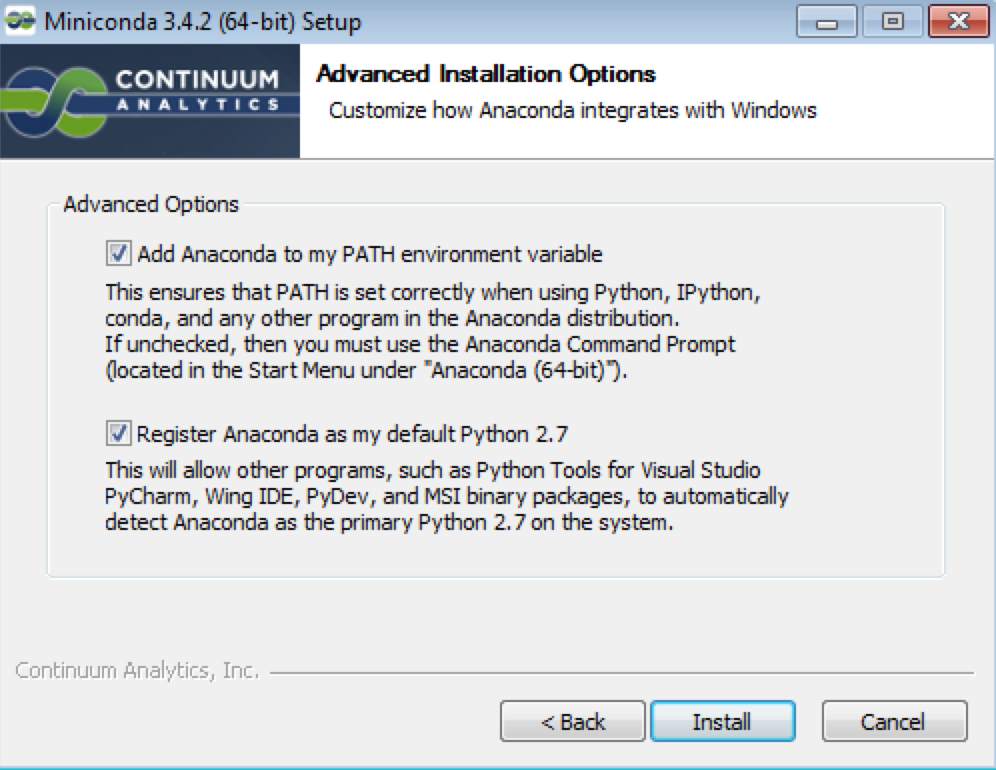 Miniconda 3.4.2 (64-bit) Setup
CONTINUUM
ANALYTICS
Advanced Installation Options
Customize how Anaconda integrates with Windows
Advanced Options
Add Anaconda to my PATH environment variable
This ensures that PATH is set correctly when using Python, IPython,
conda, and any other program in the Anaconda distribution.
If unchecked, then you must use the Anaconda Command Prompt
(located in the Start Menu under "Anaconda (64-bit)").
Register Anaconda as my default Python 2.7
This will allow other programs, such as Python Tools for Visual Studio
PyCharm, Wing IDE, PyDev, and MSI binary packages, to automatically
detect Anaconda as the primary Python 2.7 on the system.
Continuum Analytics, Inc.
< Back
Install
Cancel